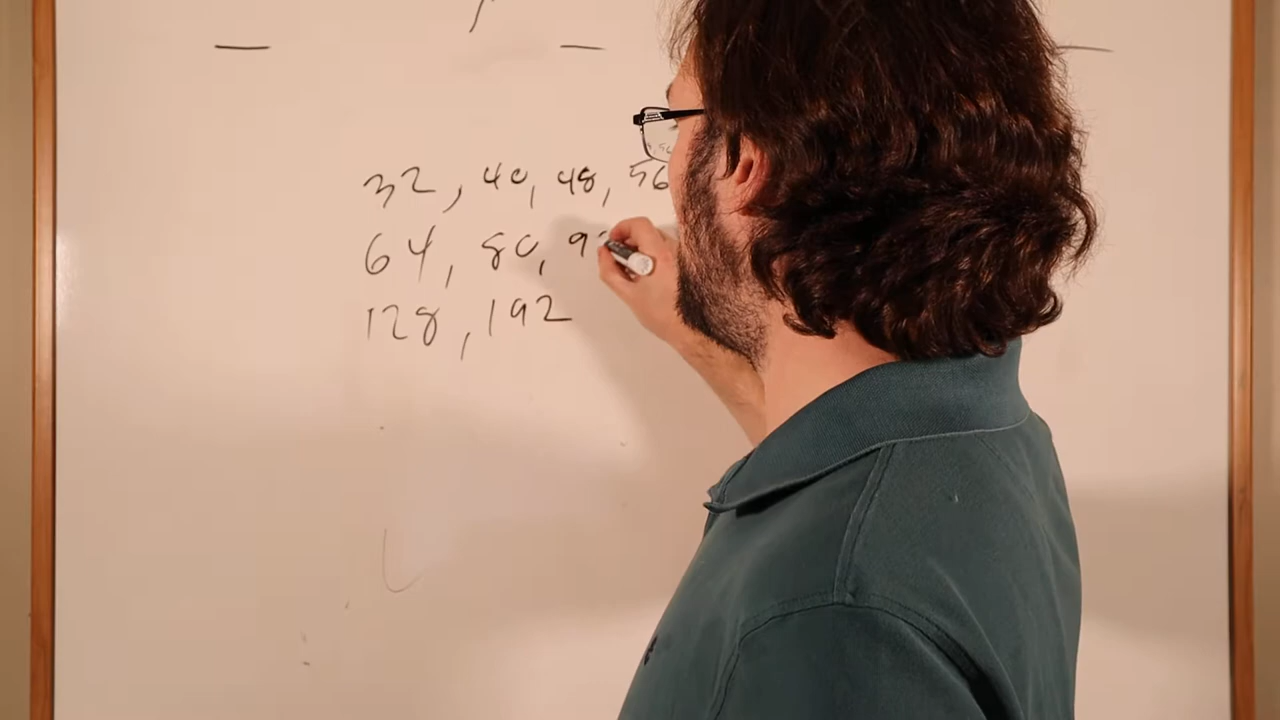 32, 40, 48, 56
64, 80, 9
128, 192